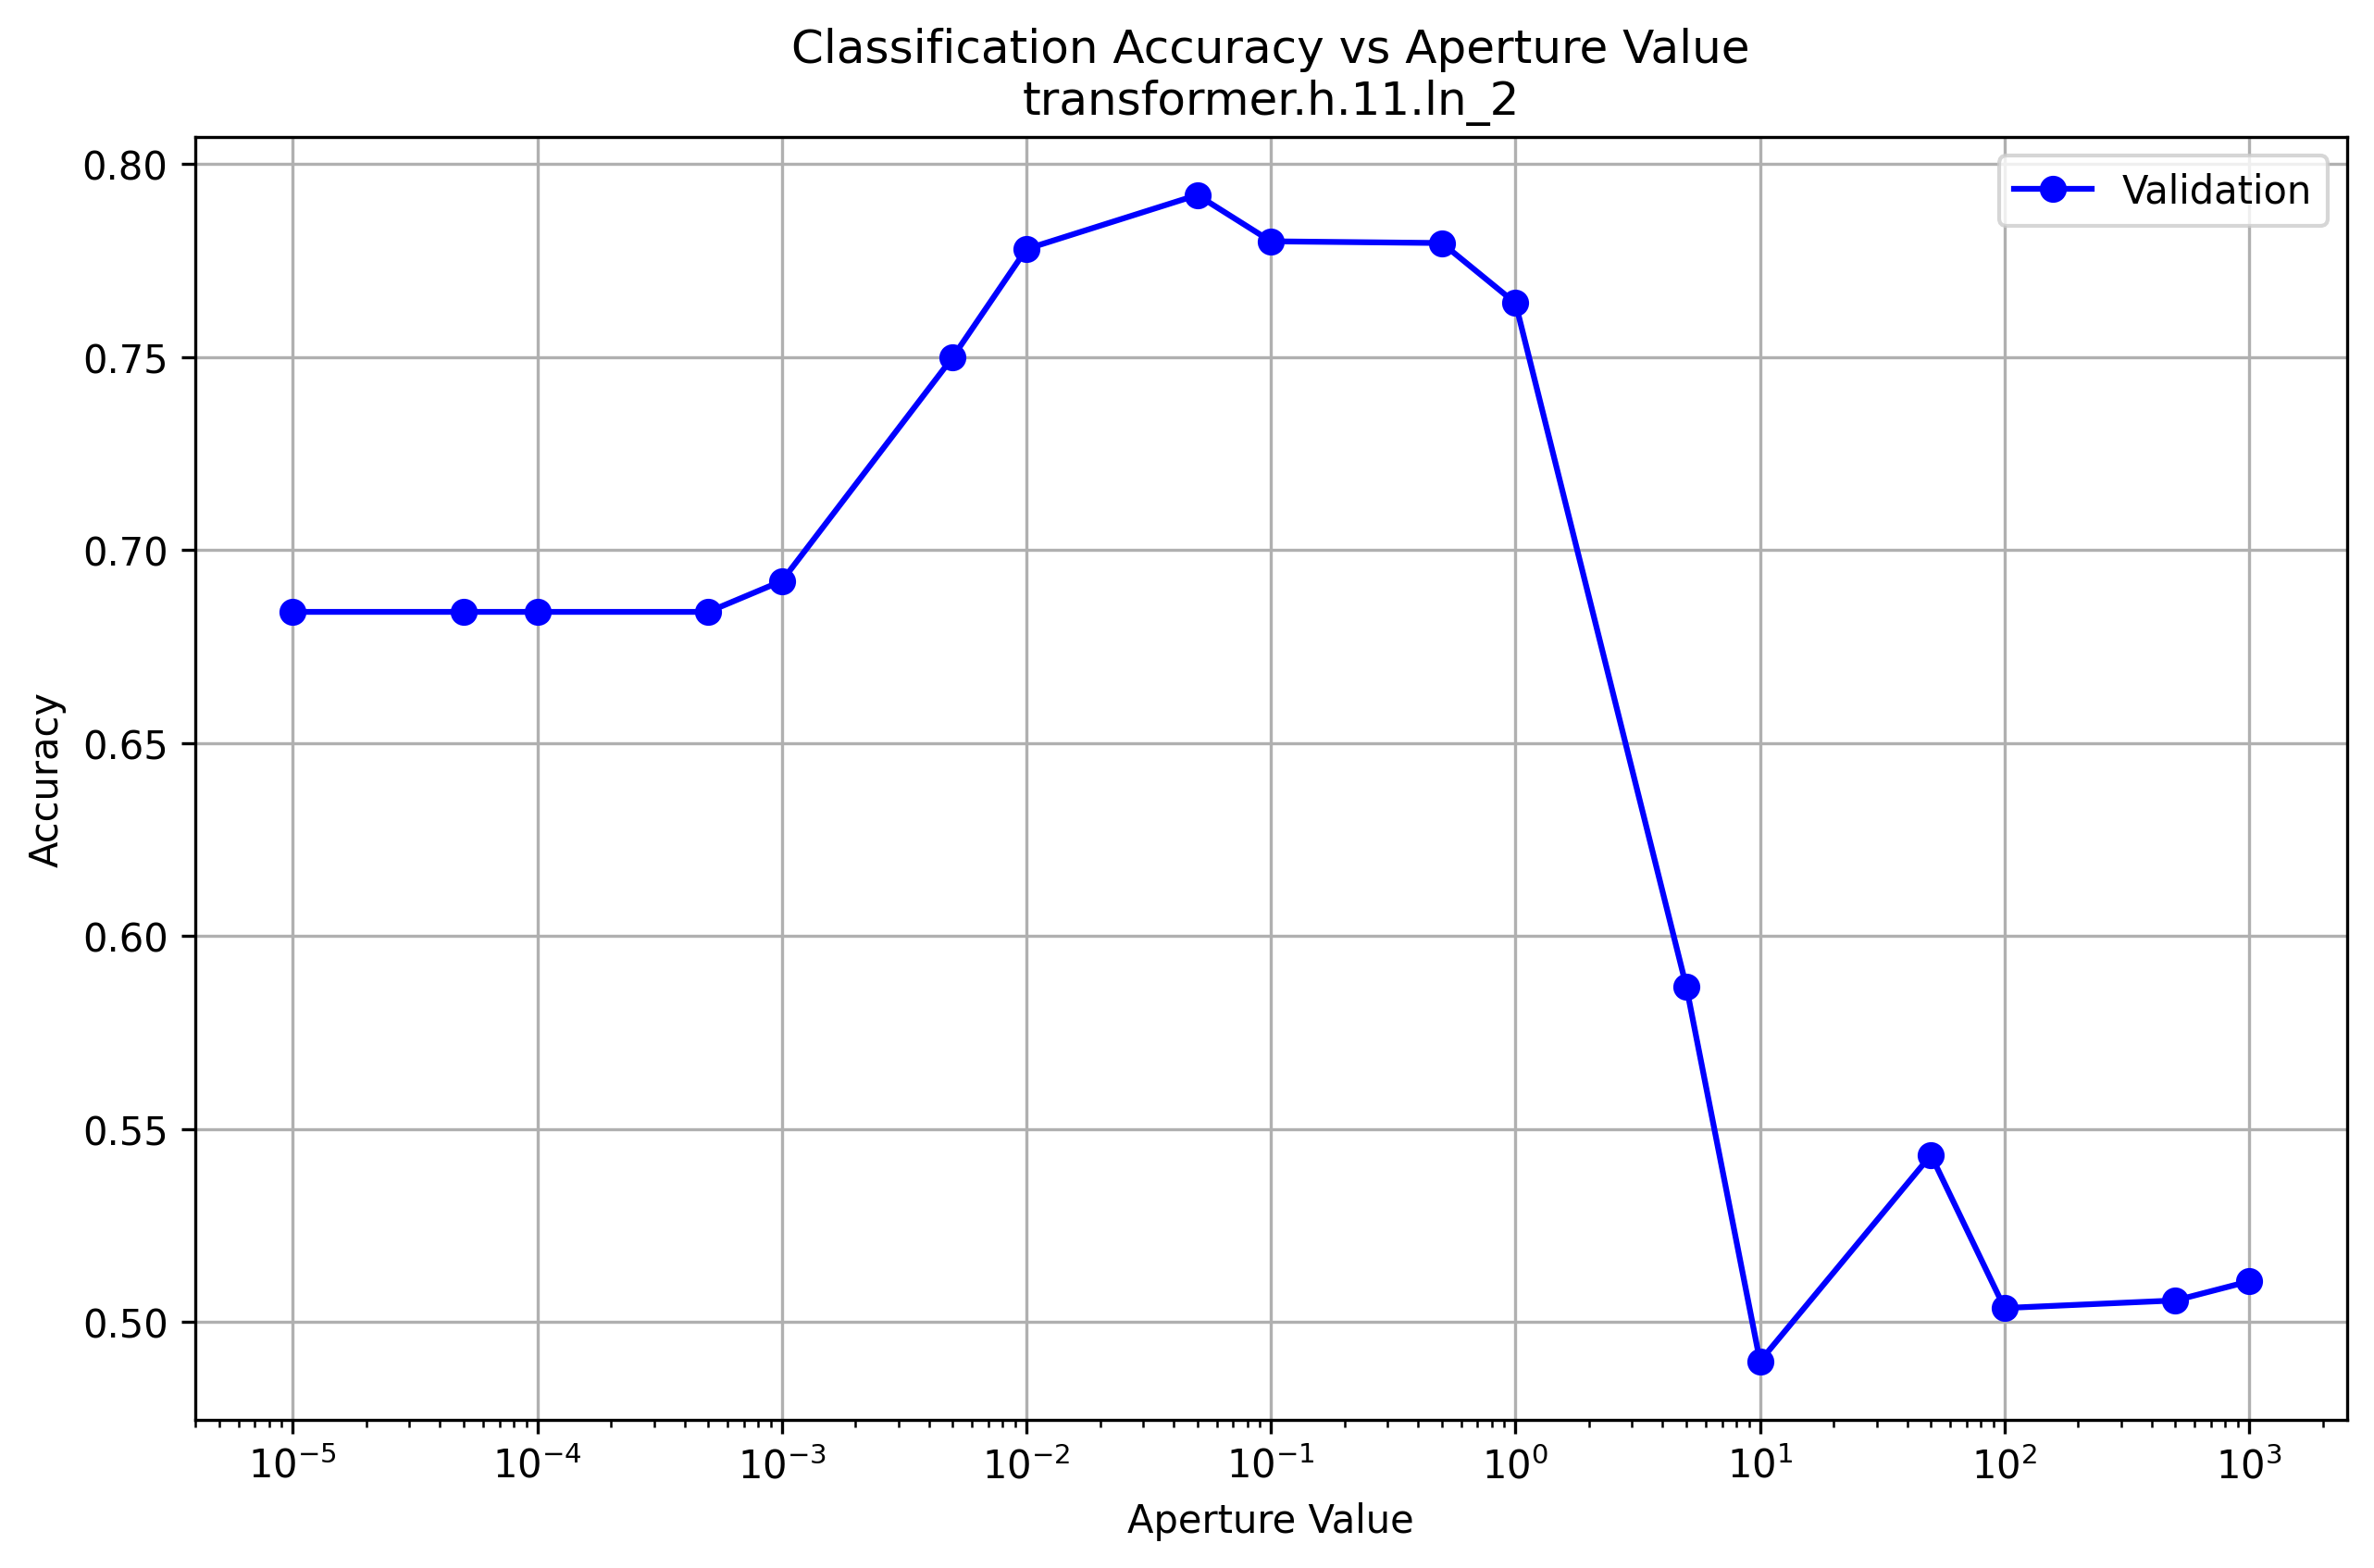 Classification Accuracy vs Aperture Value
transformer.h.11.ln_2
Validation
0.80
0.75
0.70
0.65
0.60
0.55
0.50
Accuracy
10⁻⁵ 10⁻⁴ 10⁻³ 10⁻² 10⁻¹ 10⁰ 10¹ 10² 10³
Aperture Value